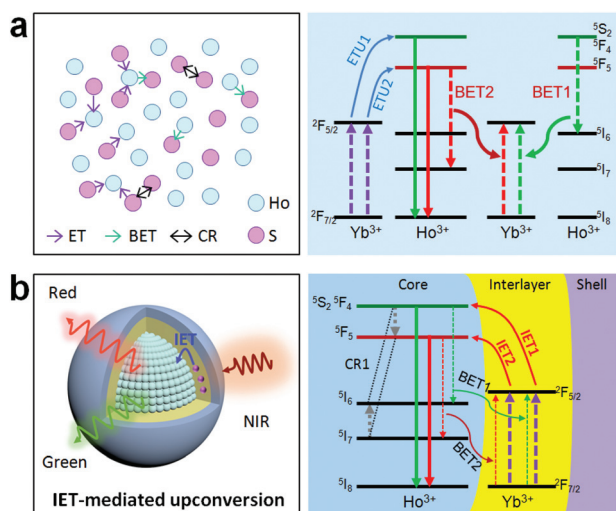 a
Ho
ET
BET
CR
S
⁵S₂
⁵F₄
⁵F₅
ETU1
ETU2
BET2
BET1
²F₅/₂
⁵I₆
⁵I₇
²F₇/₂
⁵I₈
Yb³⁺
Ho³⁺
Yb³⁺
Ho³⁺
b
Red
IET
NIR
Green
IET-mediated upconversion
Core
Interlayer
Shell
⁵S₂ ⁵F₄
⁵F₅
IET1
IET2
CR1
BET1
²F₅/₂
⁵I₆
⁵I₇
BET2
⁵I₈
²F₇/₂
Ho³⁺
Yb³⁺